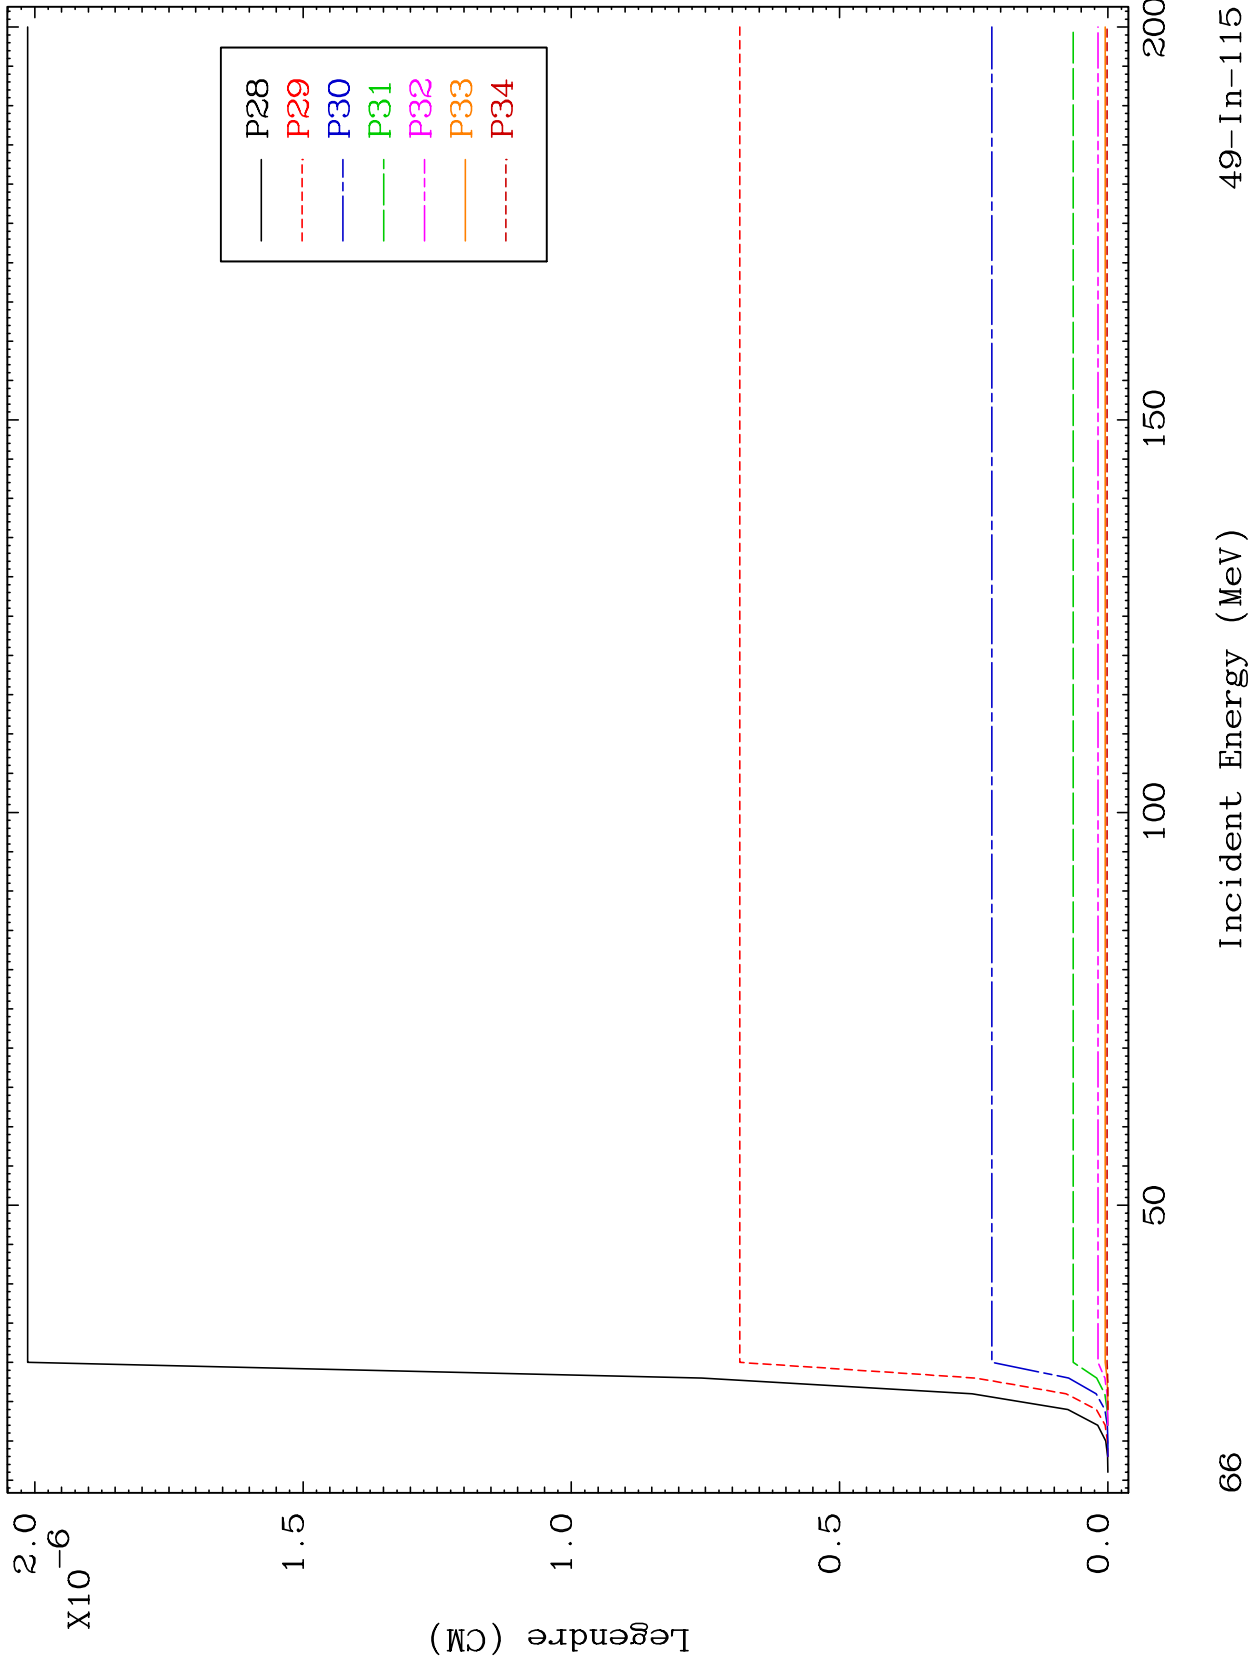 P28
P29
P30
P31
P32
P33
P34
2.0
1.5
1.0
0.5
0.0
X10-6
Legendre (CM)
50
100
150
200
Incident Energy (MeV)
66
49-In-115